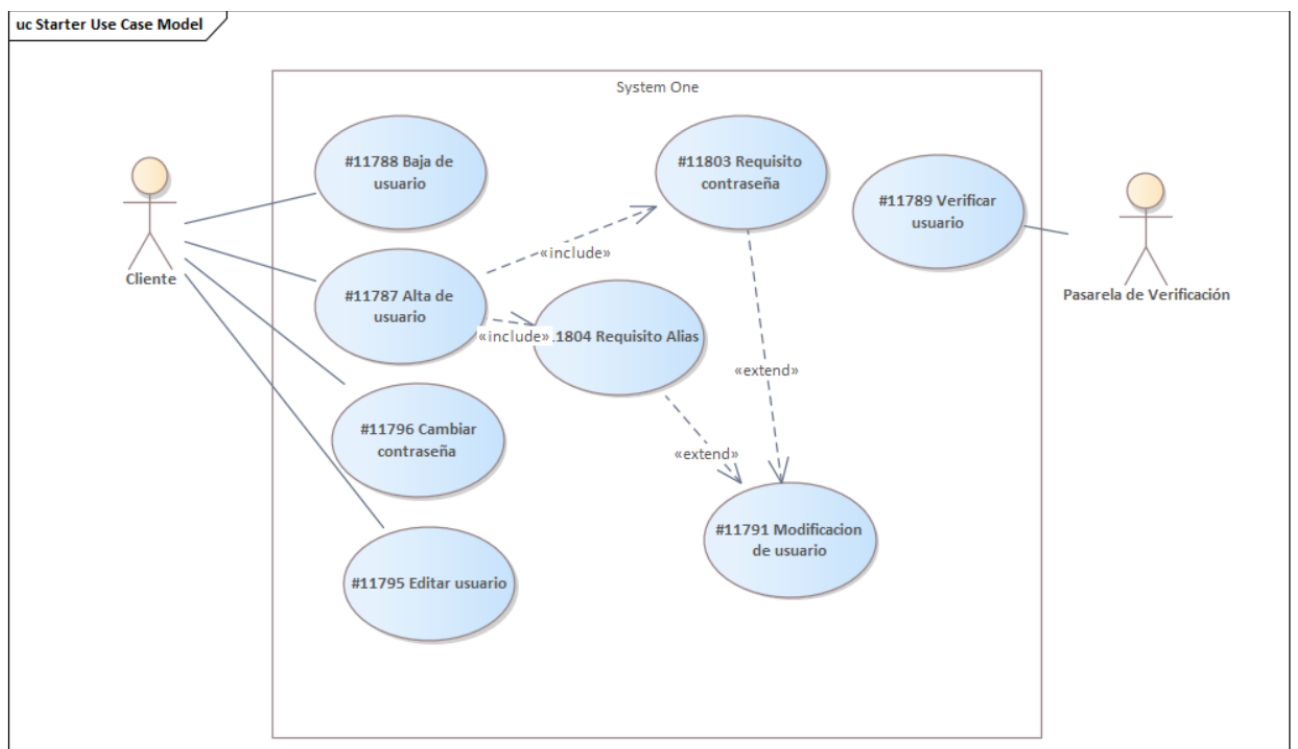 uc Starter Use Case Model
System One
#11788 Baja de
usuario
#11803 Requisito
contraseña
#11789 Verificar
usuario
«include»
Cliente
#11787 Alta de
usuario
Pasarela de Verificación
«include»
.1804 Requisito Alias
«extend»
#11796 Cambiar
contraseña
«extend»
#11791 Modificacion
de usuario
#11795 Editar usuario